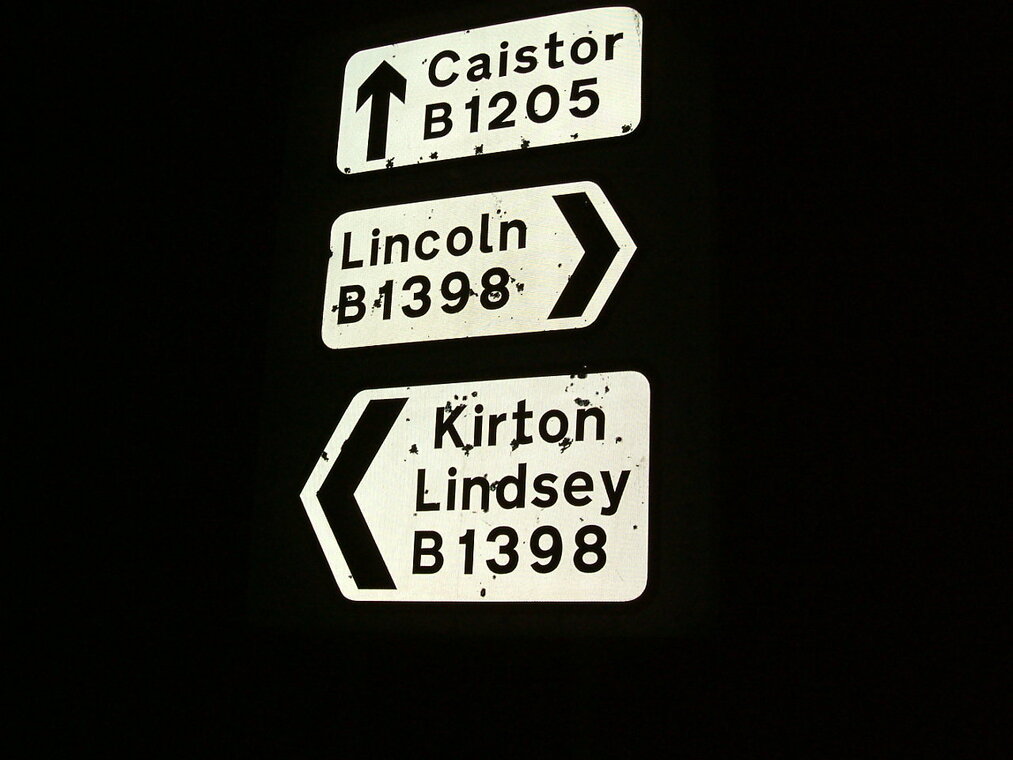 Caistor
B1205
Lincoln
B1398
Kirton
Lindsey
B1398